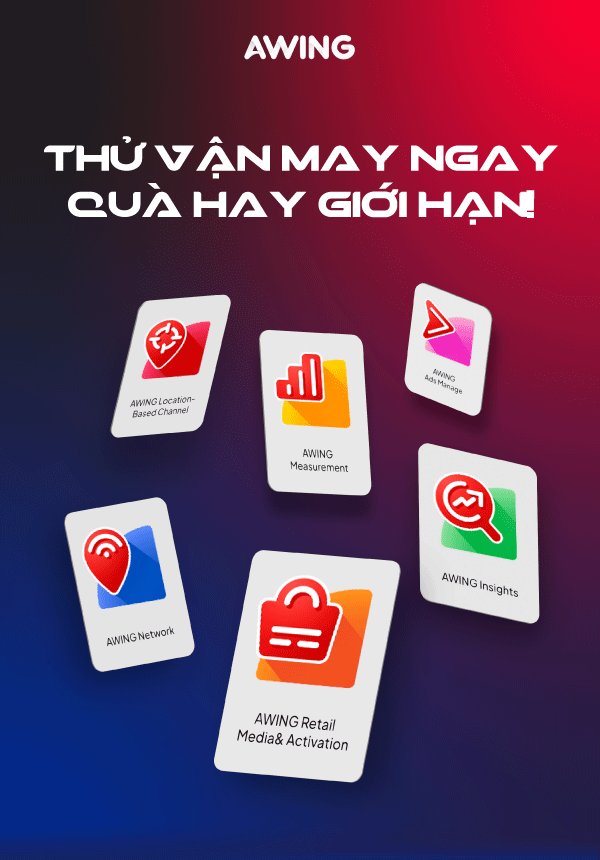 AWING
THỬ VẬN MAY NGAY
QUÀ HAY GIỚI HẠN!
AWING Location-
Based Channel
AWING
Measurement
AWING
Ads Manage
AWING Network
AWING Insights
AWING Retail
Media& Activation